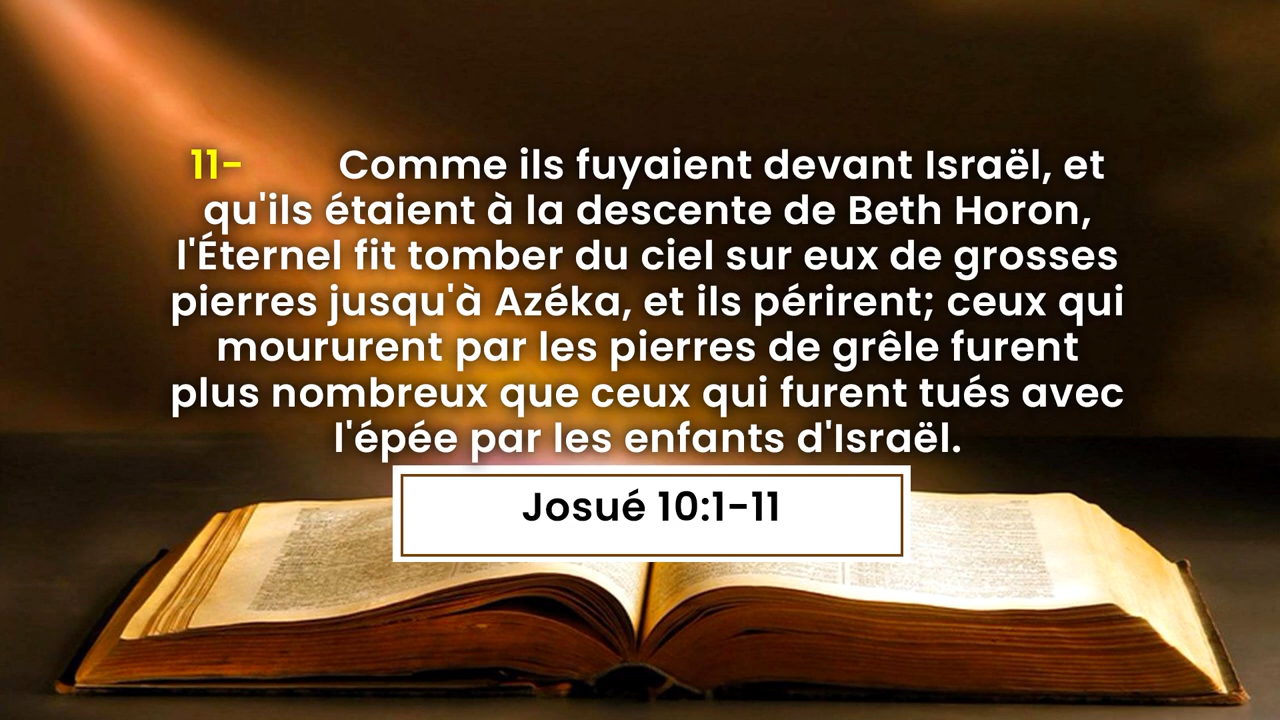 11- Comme ils fuyaient devant Israël, et
qu'ils étaient à la descente de Beth Horon,
l'Éternel fit tomber du ciel sur eux de grosses
pierres jusqu'à Azéka, et ils périrent; ceux qui
moururent par les pierres de grêle furent
plus nombreux que ceux qui furent tués avec
l'épée par les enfants d'Israël.
Josué 10:1-11